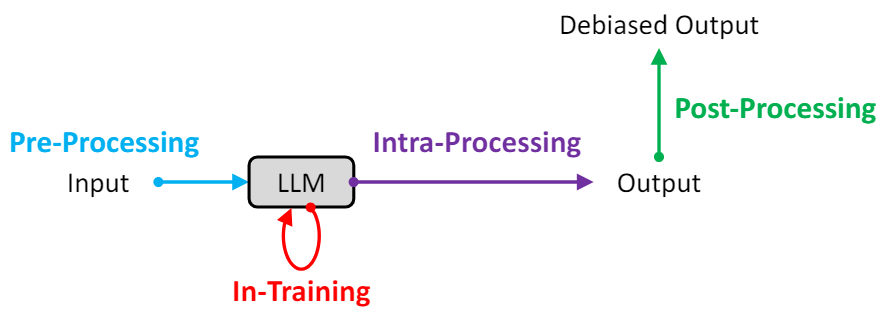 Debiased Output
Post-Processing
Pre-Processing
Intra-Processing
Input
LLM
Output
In-Training